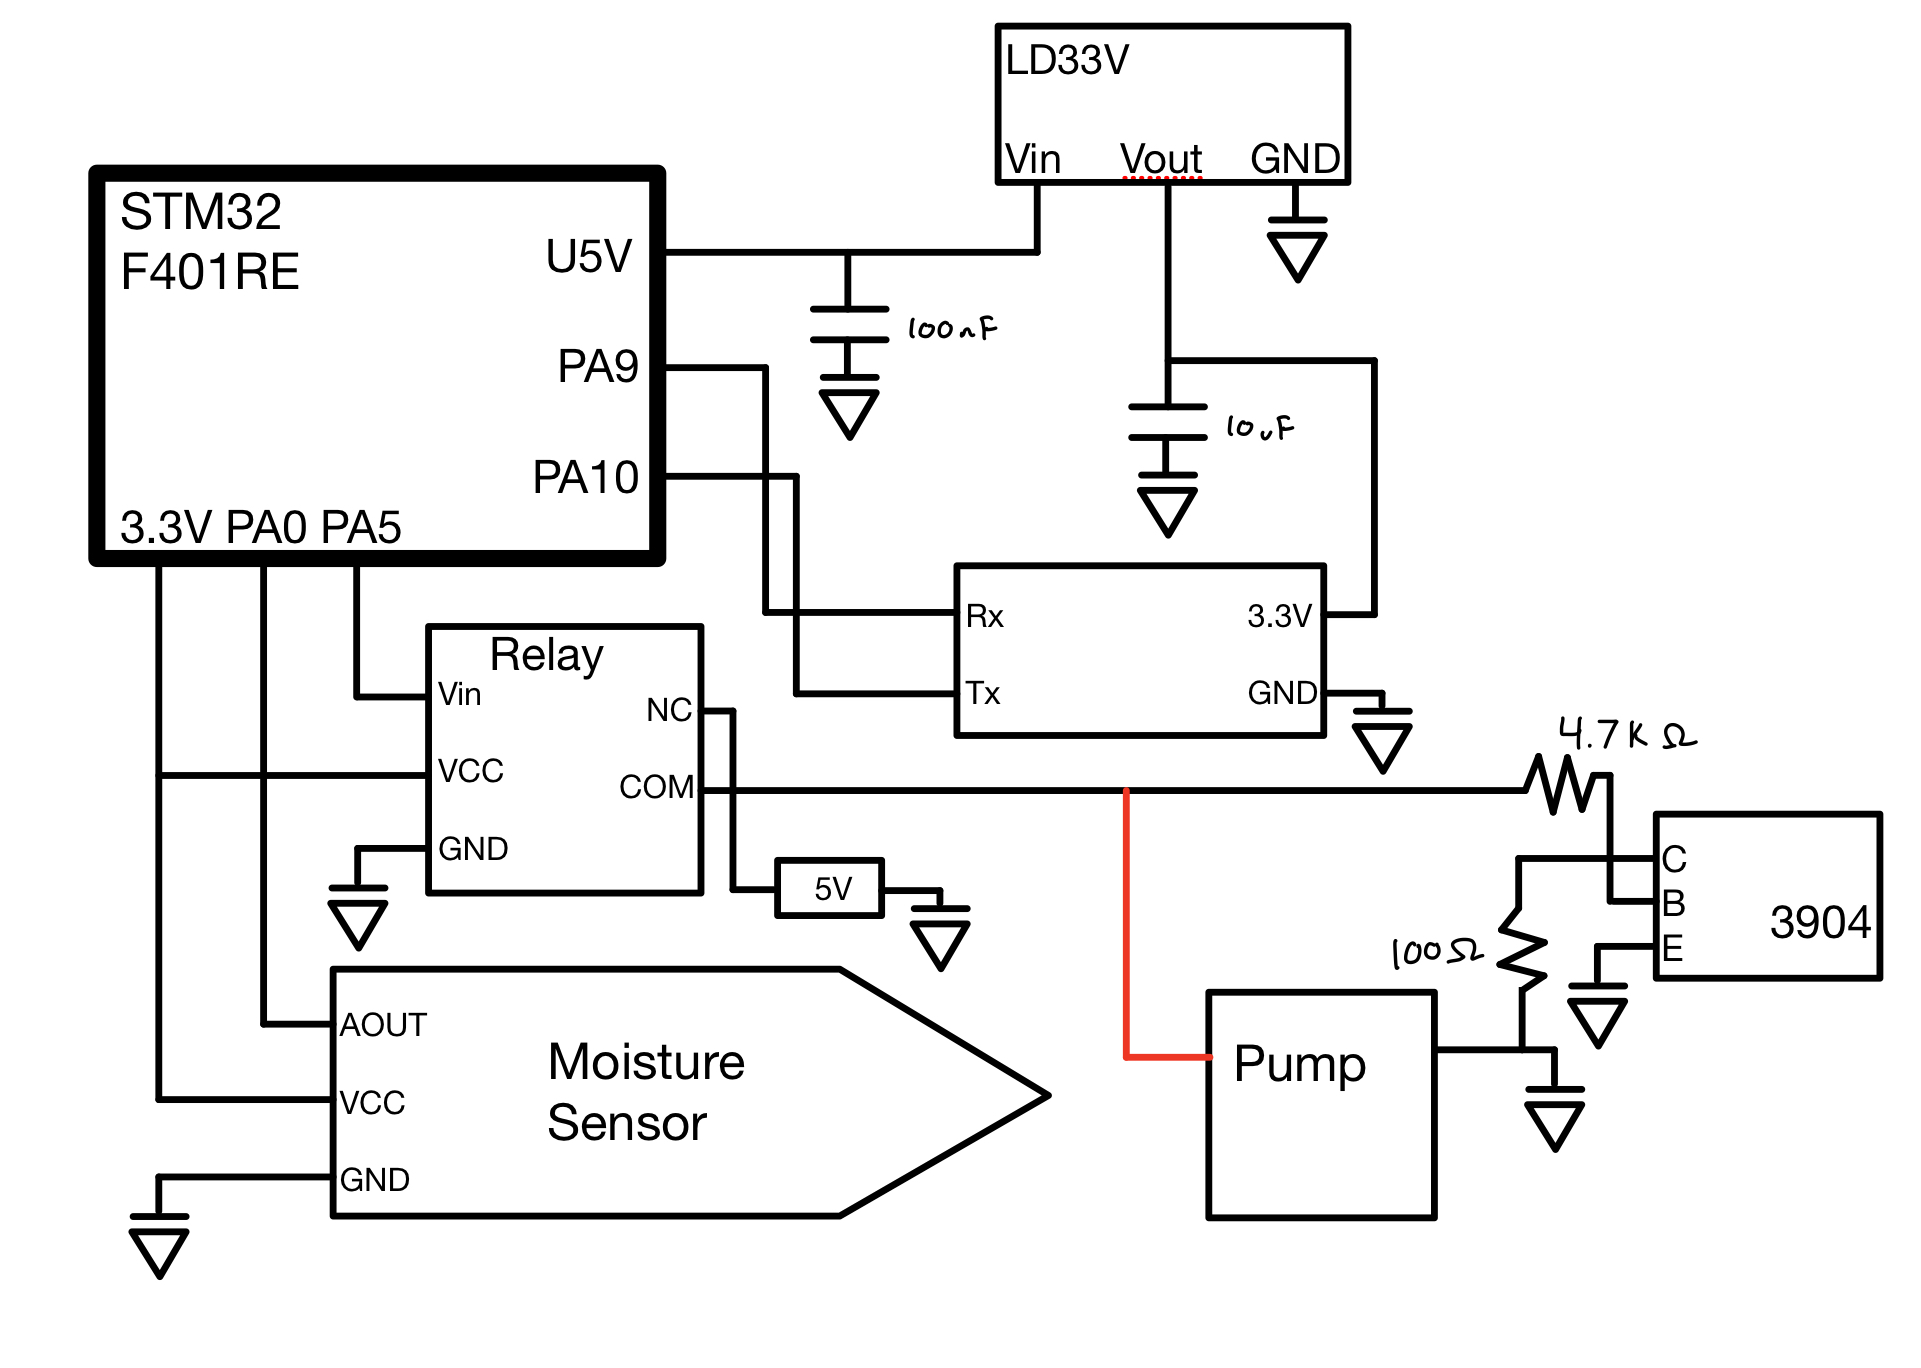 LD33V
Vin Vout GND
STM32
F401RE
U5V
PA9
PA10
3.3V PA0 PA5
100nF
10uF
Rx
Tx
3.3V
GND
Relay
Vin
VCC
GND
NC
COM
5V
4.7K Ω
C
B
E
3904
100Ω
Pump
AOUT
VCC
GND
Moisture
Sensor